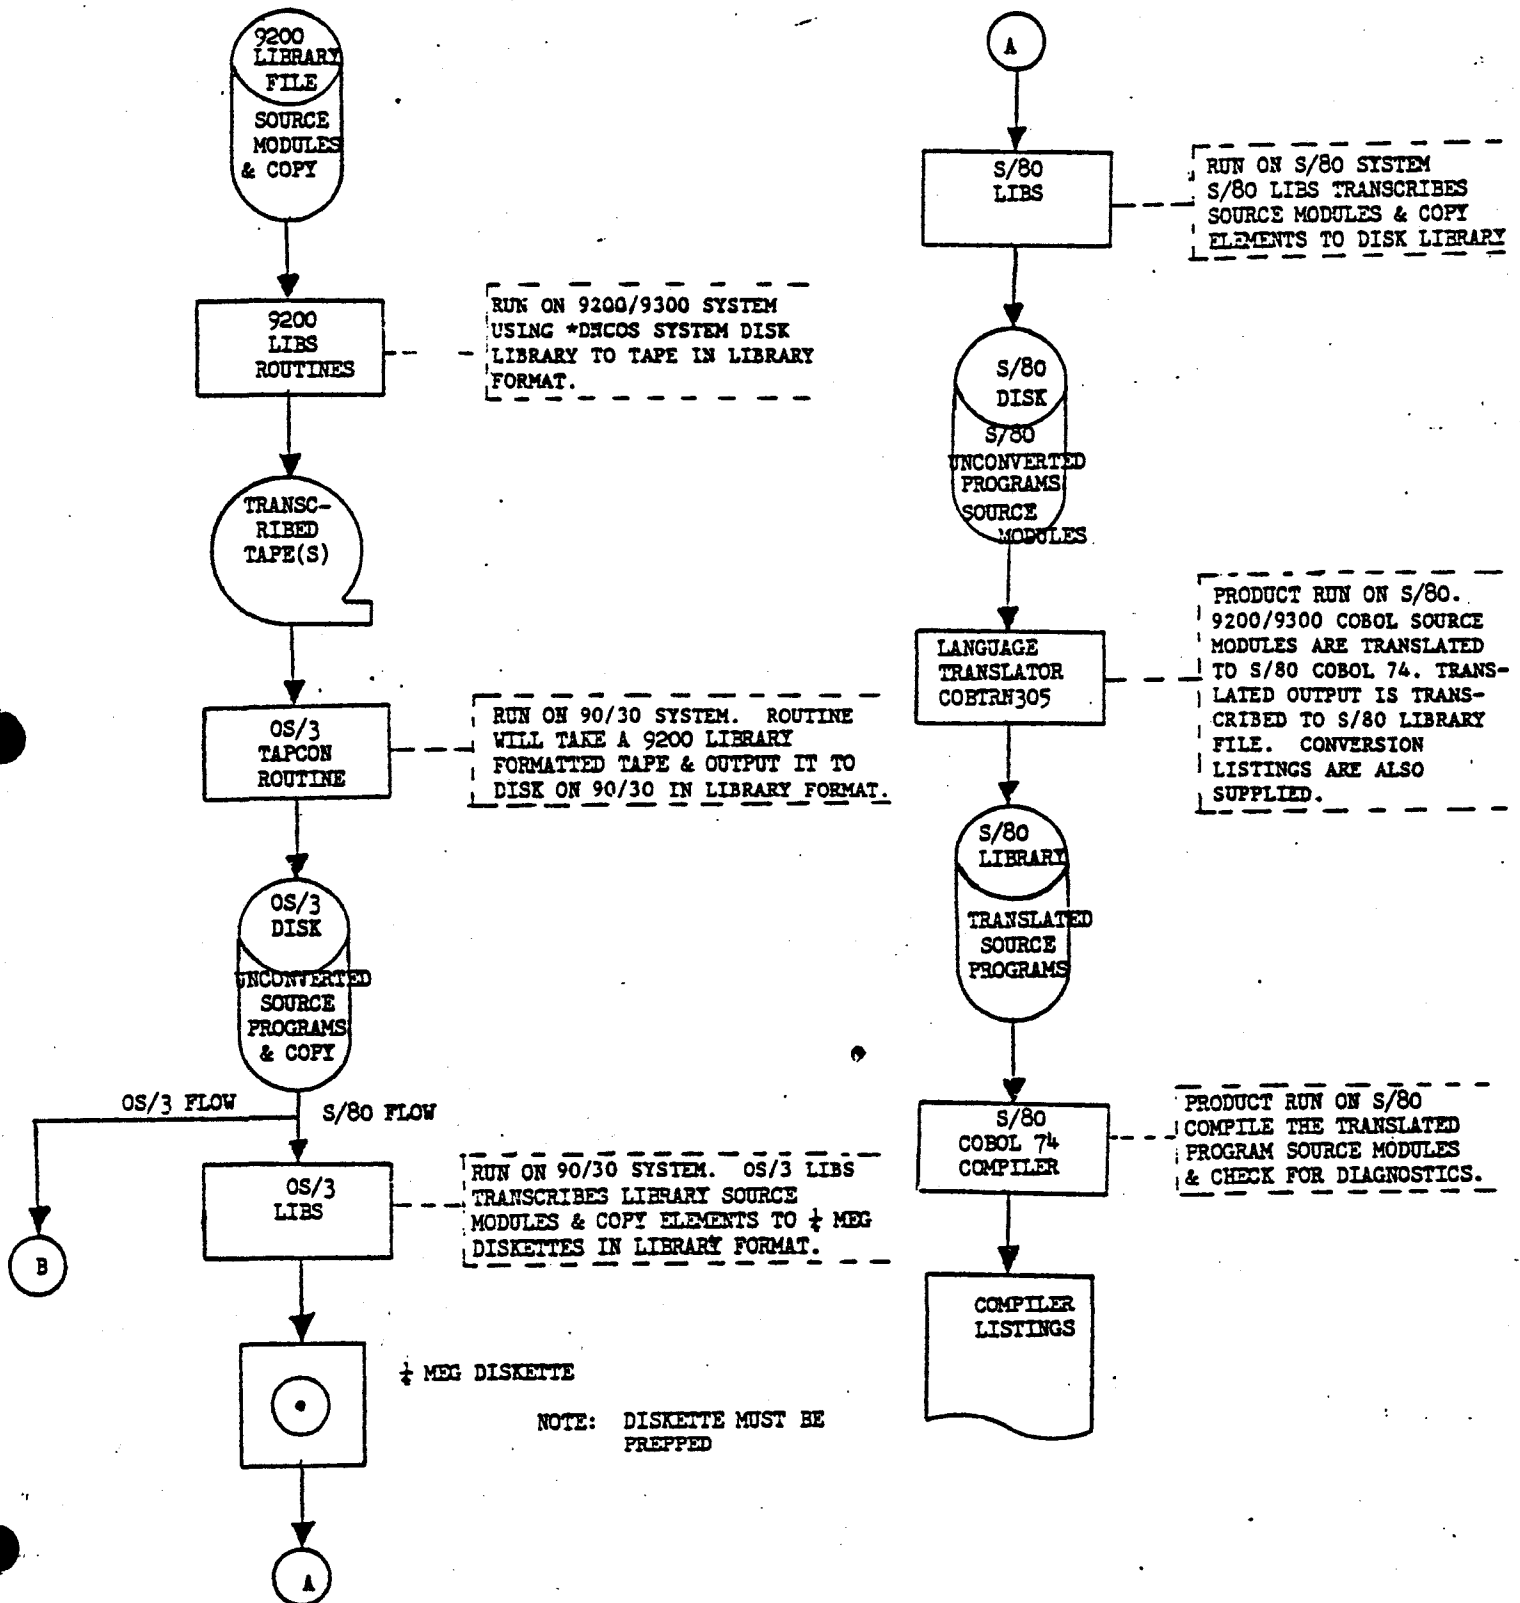 9200
LIBRARY
FILE
SOURCE
MODULES
& COPY
9200
LIBS
ROUTINES
RUN ON 9200/9300 SYSTEM
USING *DNCOS SYSTEM DISK
LIBRARY TO TAPE IN LIBRARY
FORMAT.
TRANSC-
RIBED
TAPE(S)
OS/3
TAPCON
ROUTINE
RUN ON 90/30 SYSTEM. ROUTINE
WILL TAKE A 9200 LIBRARY
FORMATTED TAPE & OUTPUT IT TO
DISK ON 90/30 IN LIBRARY FORMAT.
OS/3
DISK
UNCONVERTED
SOURCE
PROGRAMS
& COPY
OS/3 FLOW
S/80 FLOW
B
OS/3
LIBS
RUN ON 90/30 SYSTEM. OS/3 LIBS
TRANSCRIBES LIBRARY SOURCE
MODULES & COPY ELEMENTS TO ¼ MEG
DISKETTES IN LIBRARY FORMAT.
¼ MEG DISKETTE
NOTE: DISKETTE MUST BE
PREPPED
A
A
S/80
LIBS
RUN ON S/80 SYSTEM
S/80 LIBS TRANSCRIBES
SOURCE MODULES & COPY
ELEMENTS TO DISK LIBRARY
S/80
DISK
S/80
UNCONVERTED
PROGRAMS
SOURCE
MODULES
LANGUAGE
TRANSLATOR
COBTRN305
PRODUCT RUN ON S/80.
9200/9300 COBOL SOURCE
MODULES ARE TRANSLATED
TO S/80 COBOL 74. TRANS-
LATED OUTPUT IS TRANS-
CRIBED TO S/80 LIBRARY
FILE. CONVERSION
LISTINGS ARE ALSO
SUPPLIED.
S/80
LIBRARY
TRANSLATED
SOURCE
PROGRAMS
S/80
COBOL 74
COMPILER
PRODUCT RUN ON S/80
COMPILE THE TRANSLATED
PROGRAM SOURCE MODULES
& CHECK FOR DIAGNOSTICS.
COMPILER
LISTINGS